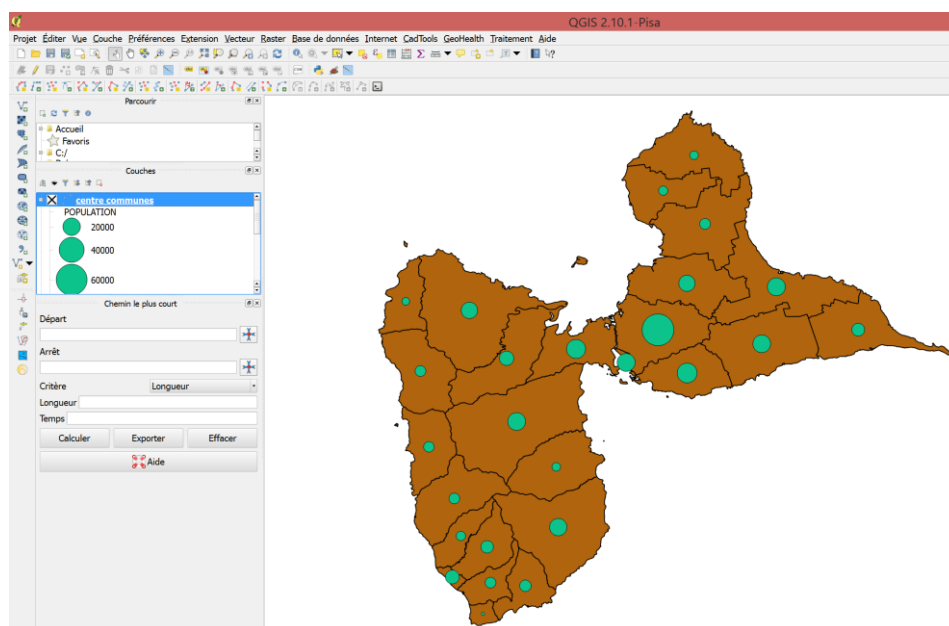 QGIS 2.10.1-Pisa
Projet Éditer Vue Couche Préférences Extension Vecteur Raster Base de données Internet CadTools GeoHealth Traitement Aide
Parcourir
Accueil
Favoris
C:/
Couches
centre communes
POPULATION
20000
40000
60000
Chemin le plus court
Départ
Arrêt
Critère Longueur
Longueur
Temps
Calculer Exporter Effacer
Aide